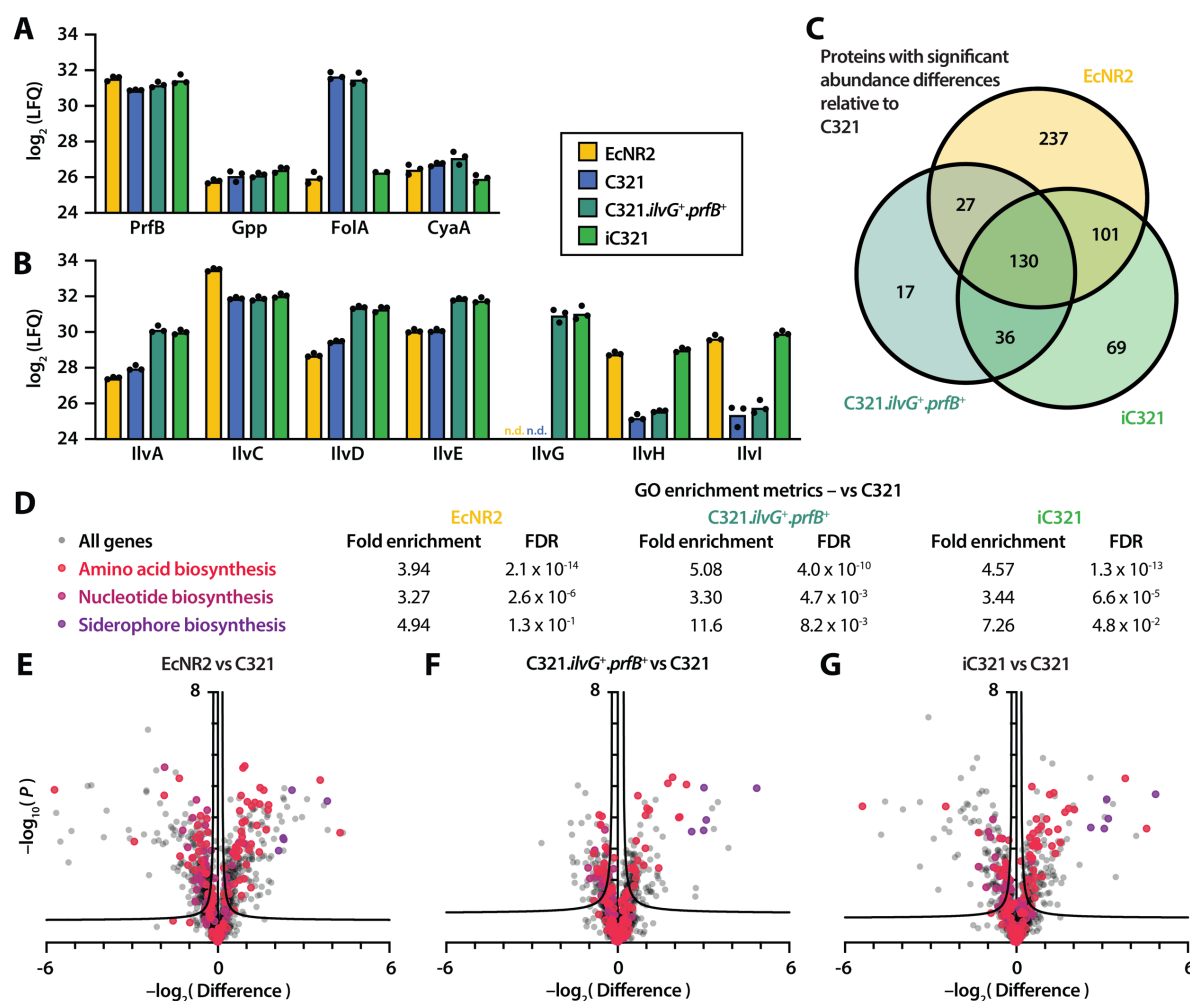 A
34
32
30
28
26
24
log2 (LFQ)
PrfB Gpp FolA CyaA
EcNR2
C321
C321.ilvG+.prfB+
iC321
B
34
32
30
28
26
24
log2 (LFQ)
n.d. n.d.
IlvA IlvC IlvD IlvE IlvG IlvH IlvI
C
Proteins with significant
abundance differences
relative to
C321
EcNR2
237
27
101
130
17
36
69
C321.ilvG+.prfB+
iC321
D
GO enrichment metrics – vs C321
EcNR2 C321.ilvG+.prfB+ iC321
All genes Fold enrichment FDR Fold enrichment FDR Fold enrichment FDR
Amino acid biosynthesis 3.94 2.1 x 10-14 5.08 4.0 x 10-10 4.57 1.3 x 10-13
Nucleotide biosynthesis 3.27 2.6 x 10-6 3.30 4.7 x 10-3 3.44 6.6 x 10-5
Siderophore biosynthesis 4.94 1.3 x 10-1 11.6 8.2 x 10-3 7.26 4.8 x 10-2
E
EcNR2 vs C321
8
–log10( P )
-6 0 6
–log2( Difference )
F
C321.ilvG+.prfB+ vs C321
8
-6 0 6
–log2( Difference )
G
iC321 vs C321
8
-6 0 6
–log2( Difference )